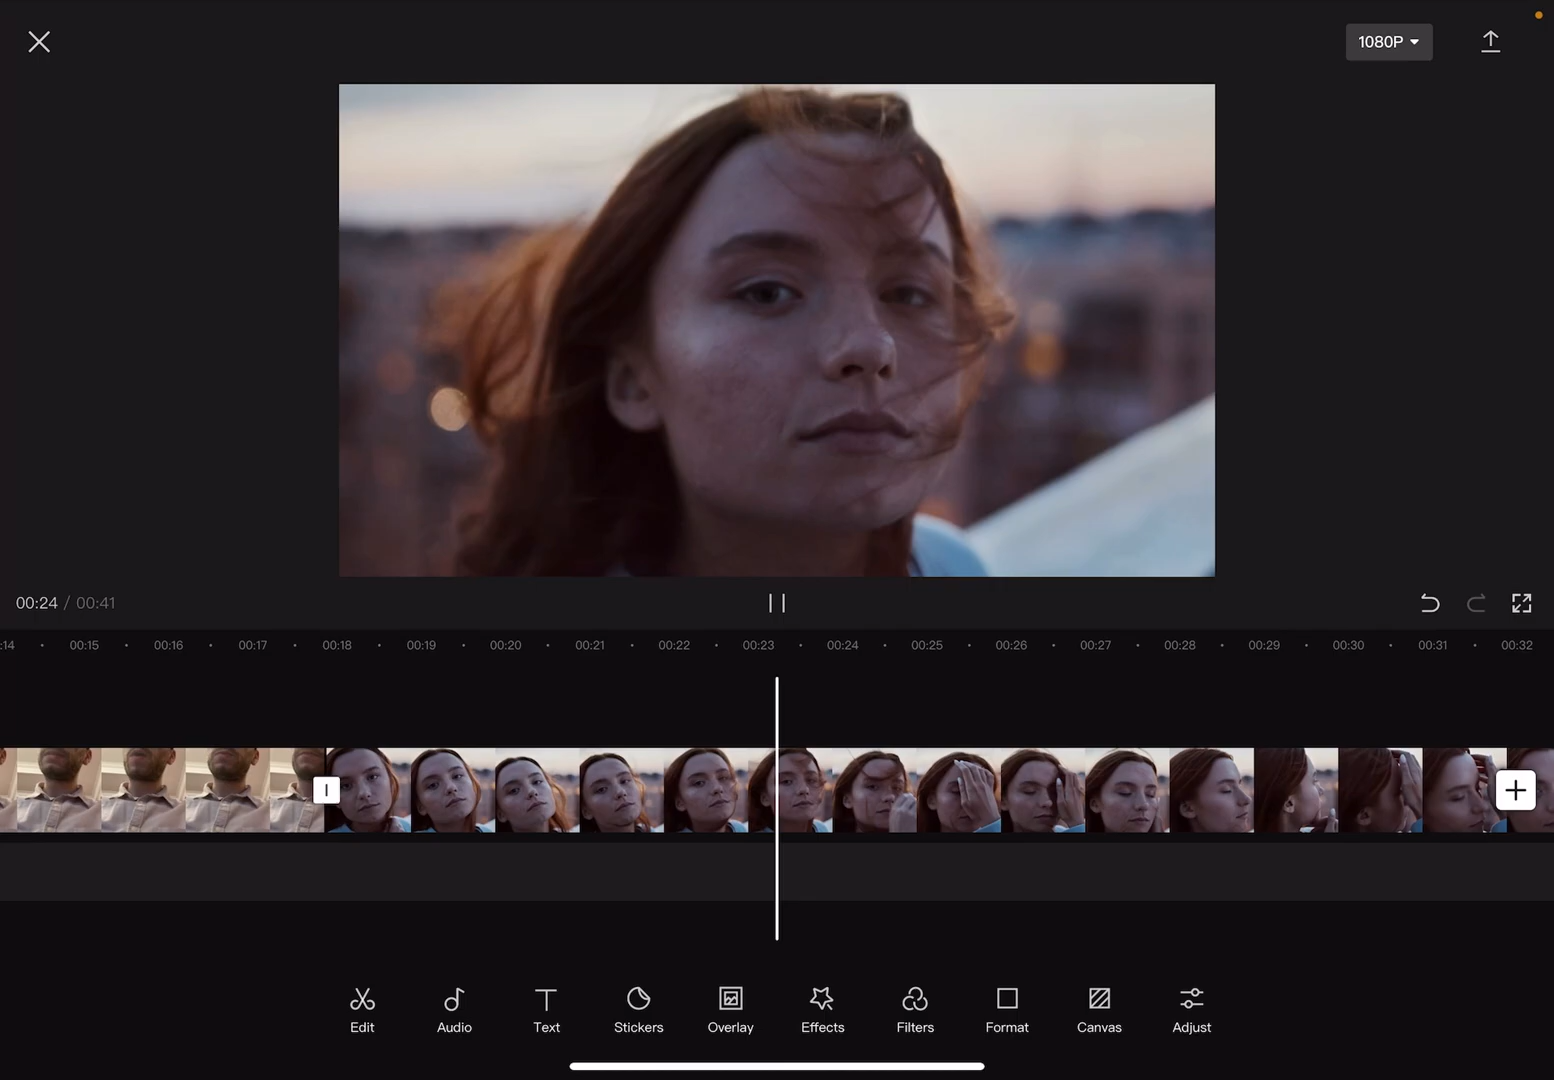 1080P
00:24 / 00:41
:14 00:15 00:16 00:17 00:18 00:19 00:20 00:21 00:22 00:23 00:24 00:25 00:26 00:27 00:28 00:29 00:30 00:31 00:32
Edit Audio Text Stickers Overlay Effects Filters Format Canvas Adjust